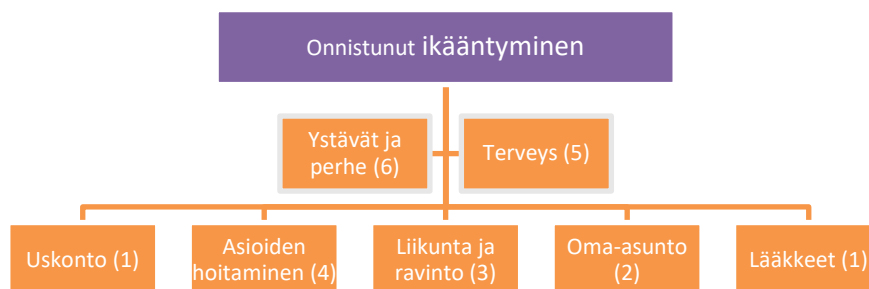 Onnistunut ikääntyminen
Ystävät ja
perhe (6)
Terveys (5)
Uskonto (1)
Asioiden
hoitaminen (4)
Liikunta ja
ravinto (3)
Oma-asunto
(2)
Lääkkeet (1)